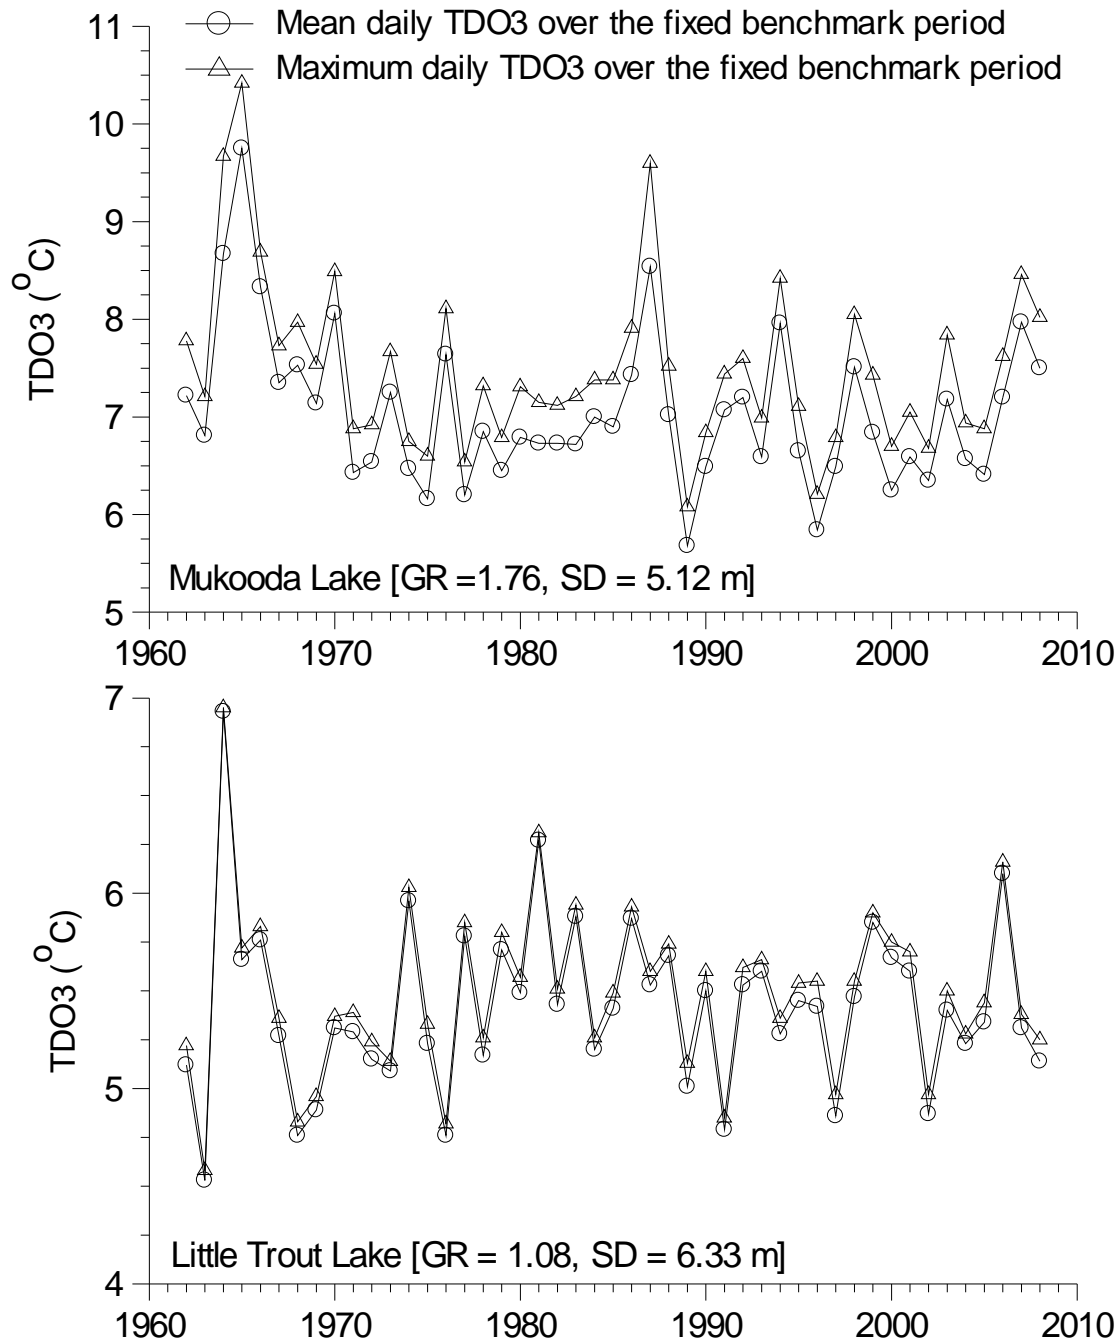 Mean daily TDO3 over the fixed benchmark period
Maximum daily TDO3 over the fixed benchmark period
11
10
9
8
7
6
5
TDO3 (°C)
Mukooda Lake [GR =1.76, SD = 5.12 m]
1960 1970 1980 1990 2000 2010
7
6
5
4
TDO3 (°C)
Little Trout Lake [GR = 1.08, SD = 6.33 m]
1960 1970 1980 1990 2000 2010